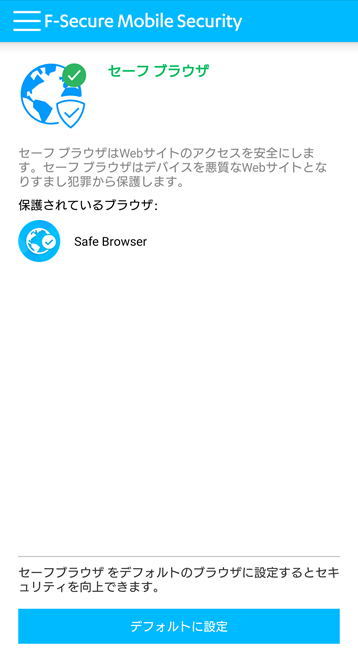 F-Secure Mobile Security
セーフ ブラウザ
セーフ ブラウザはWebサイトのアクセスを安全にしま
す。セーフ ブラウザはデバイスを悪質なWebサイトとな
りすまし犯罪から保護します。
保護されているブラウザ:
Safe Browser
セーフブラウザ をデフォルトのブラウザに設定するとセキ
ュリティを向上できます。
デフォルトに設定